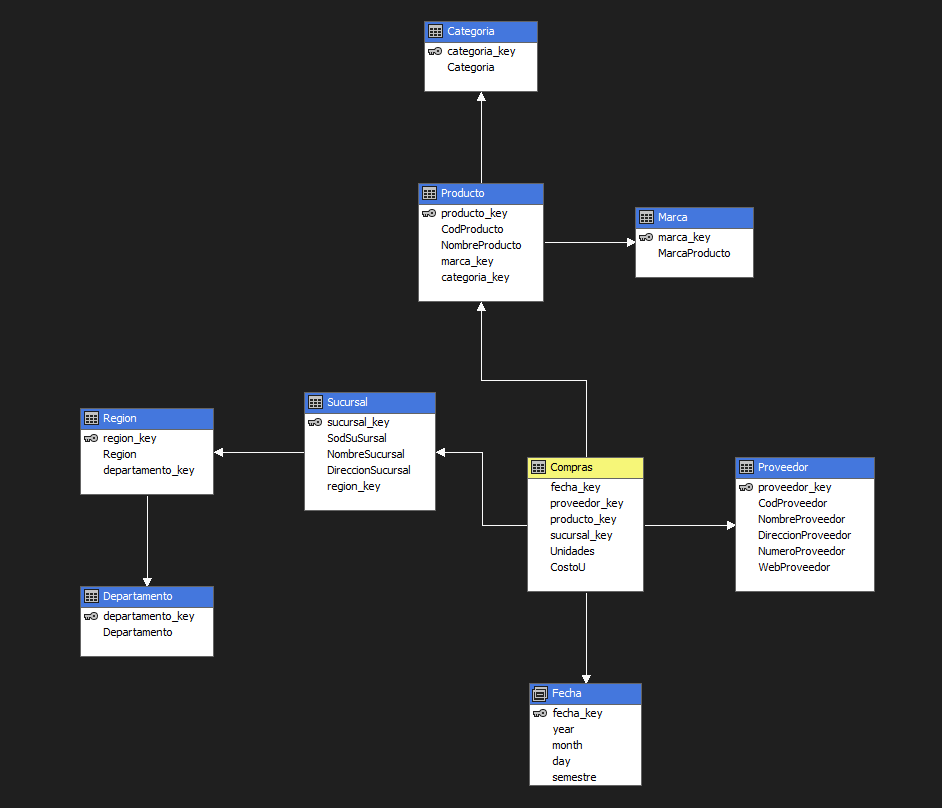 Categoria
categoria_key
Categoria
Producto
producto_key
CodProducto
NombreProducto
marca_key
categoria_key
Marca
marca_key
MarcaProducto
Region
region_key
Region
departamento_key
Sucursal
sucursal_key
SodSuSursal
NombreSucursal
DireccionSucursal
region_key
Compras
fecha_key
proveedor_key
producto_key
sucursal_key
Unidades
CostoU
Proveedor
proveedor_key
CodProveedor
NombreProveedor
DireccionProveedor
NumeroProveedor
WebProveedor
Departamento
departamento_key
Departamento
Fecha
fecha_key
year
month
day
semestre